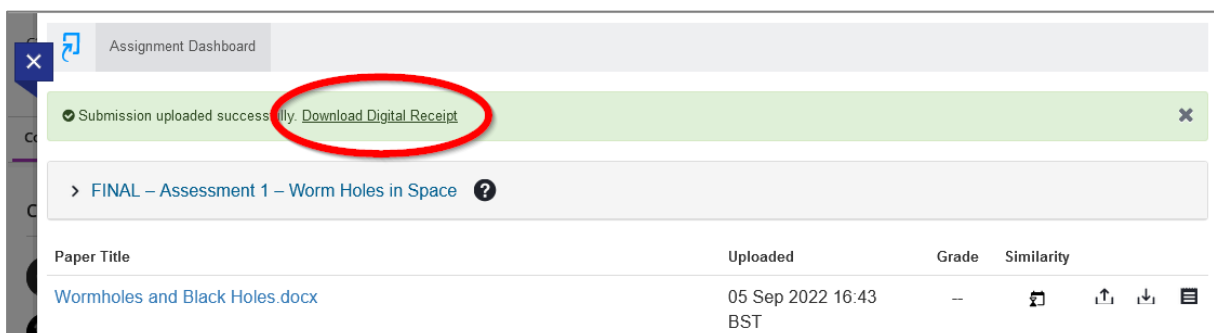 Assignment Dashboard
Submission uploaded successfully. Download Digital Receipt
FINAL – Assessment 1 – Worm Holes in Space
Paper Title Uploaded Grade Similarity
Wormholes and Black Holes.docx 05 Sep 2022 16:43 --
BST